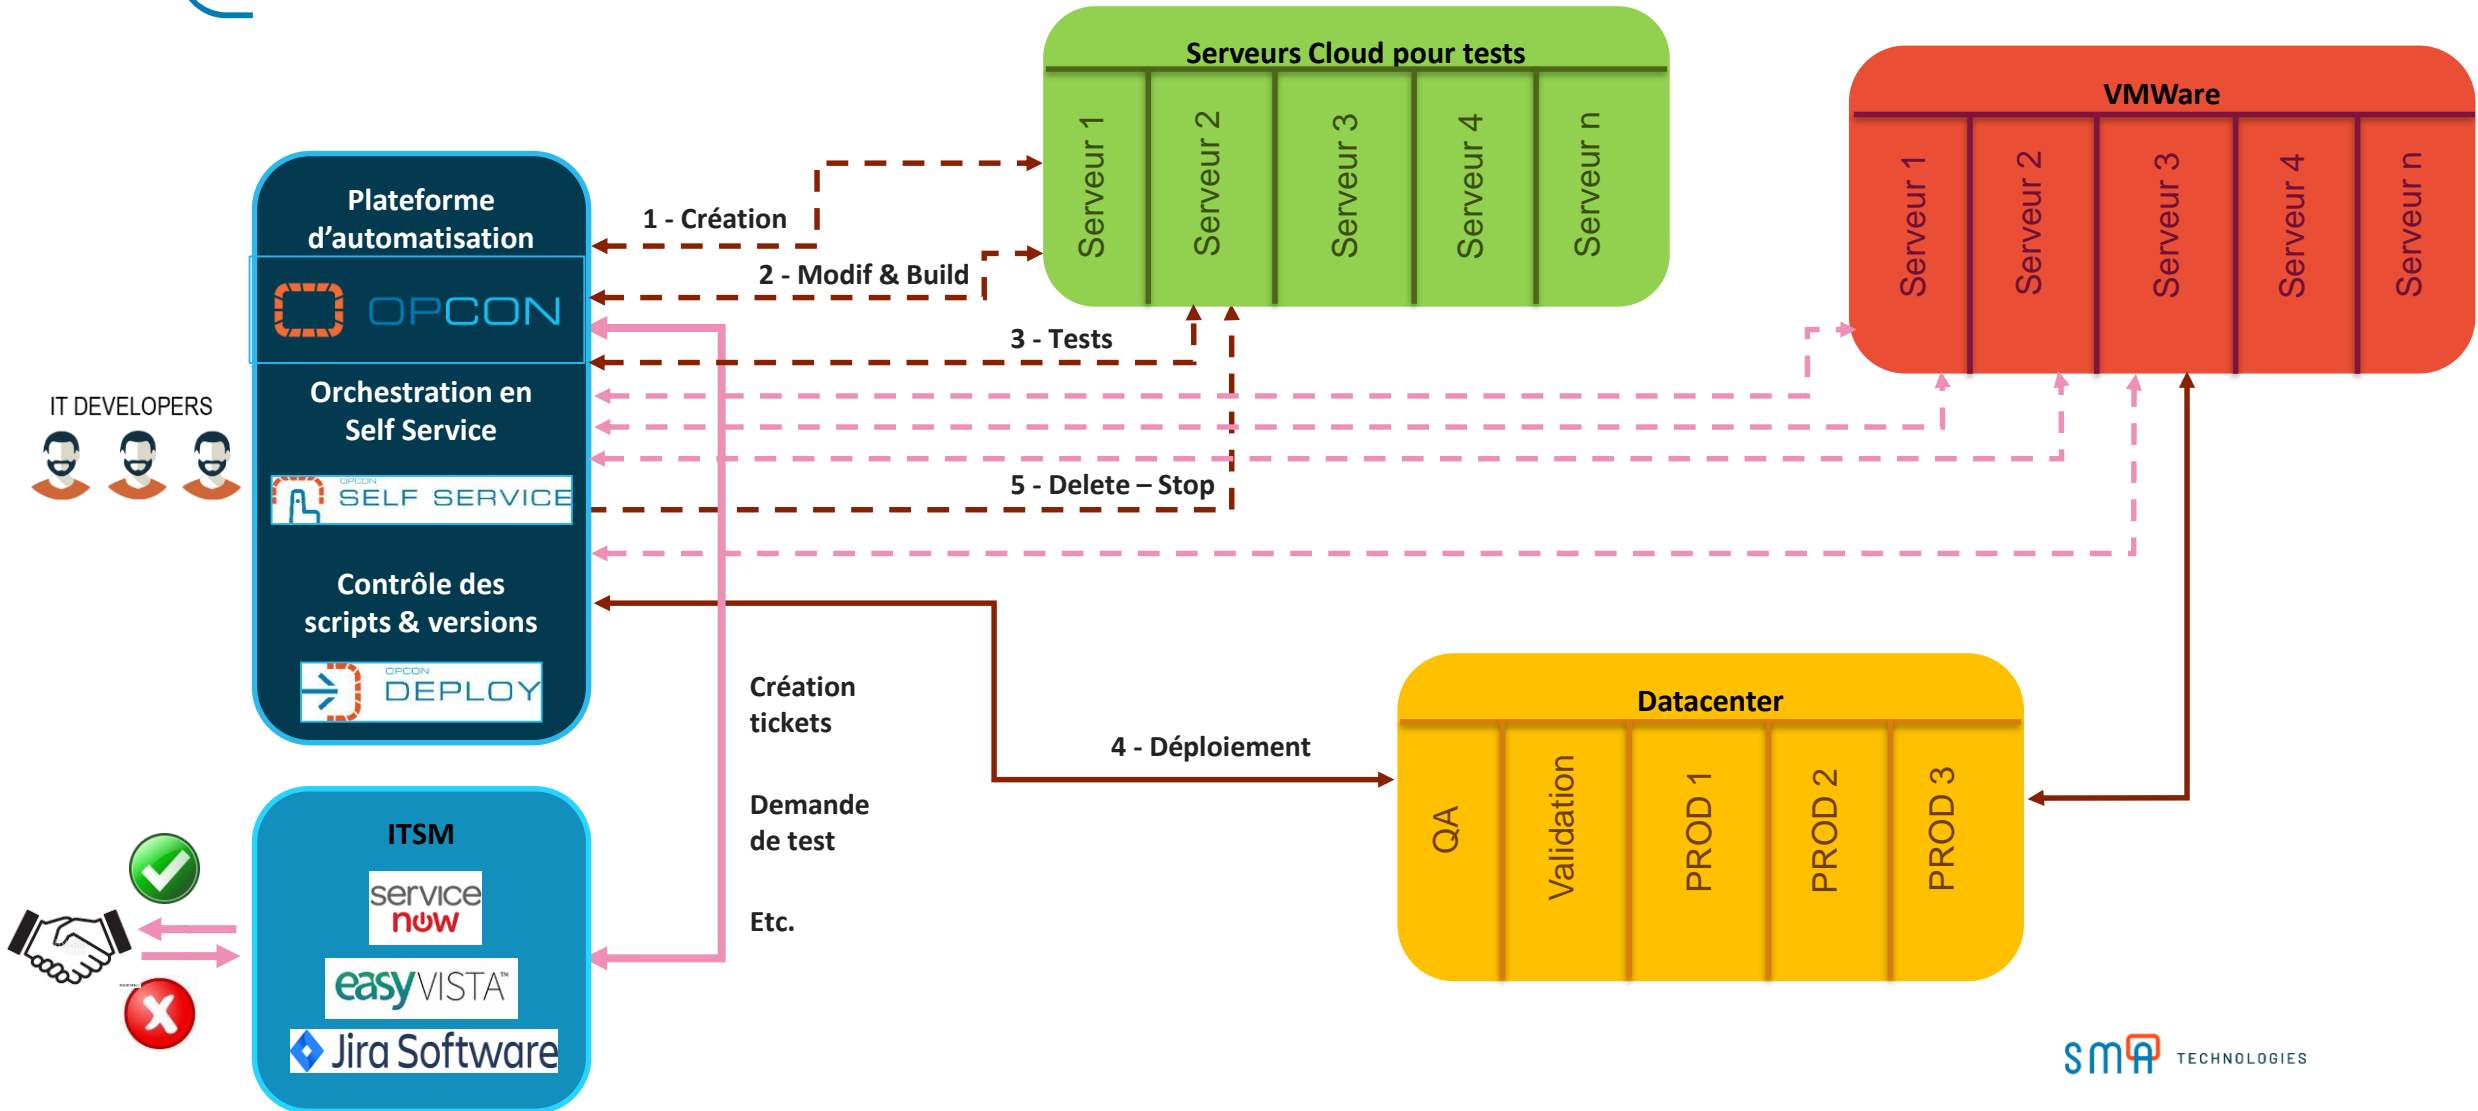 Serveurs Cloud pour tests
Serveur 1
Serveur 2
Serveur 3
Serveur 4
Serveur n
VMWare
Serveur 1
Serveur 2
Serveur 3
Serveur 4
Serveur n
Plateforme
d'automatisation
OPCON
Orchestration en
Self Service
OPCON
SELF SERVICE
Contrôle des
scripts & versions
OPCON
DEPLOY
IT DEVELOPERS
1 - Création
2 - Modif & Build
3 - Tests
5 - Delete – Stop
4 - Déploiement
Création
tickets
Demande
de test
Etc.
Datacenter
QA
Validation
PROD 1
PROD 2
PROD 3
ITSM
service
now
easyVISTA™
Jira Software
SMA TECHNOLOGIES